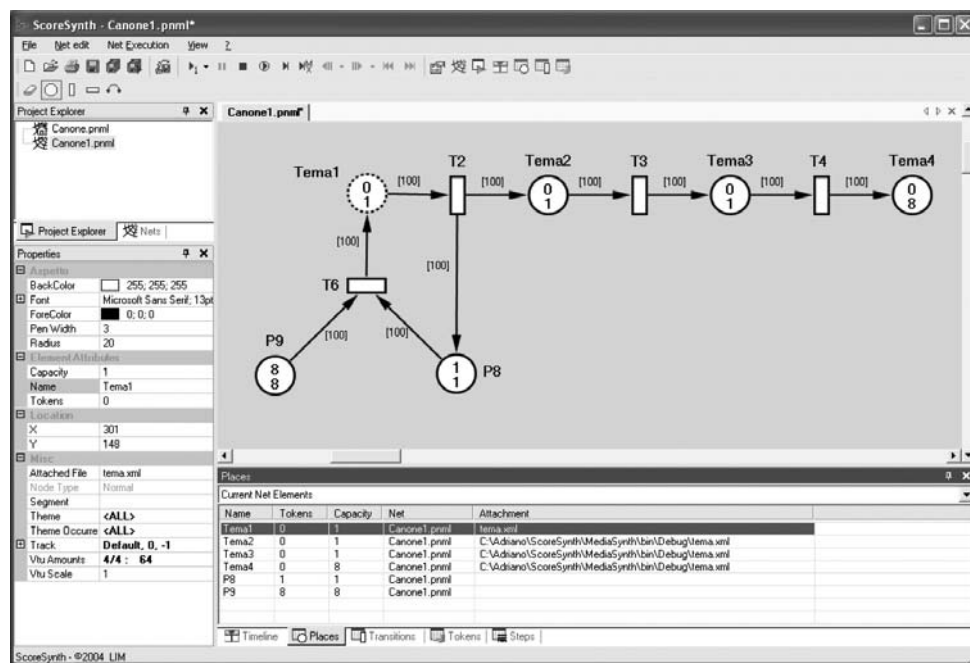 ScoreSynth - Canone1.pnml*
File Net edit Net Execution View ?
Project Explorer
Canone.pnml
Canone1.pnml
Project Explorer Nets
Properties
Aspetto
BackColor 255; 255; 255
Font Microsoft Sans Serif; 13pt
ForeColor 0; 0; 0
Pen Width 3
Radius 20
Element Attributes
Capacity 1
Name Tema1
Tokens 0
Location
X 301
Y 148
Misc
Attached File tema.xml
Node Type Normal
Segment
Theme <ALL>
Theme Occurre <ALL>
Track Default, 0, -1
Vtu Amounts 4/4 : 64
Vtu Scale 1
Canone1.pnml*
Tema1 T2 Tema2 T3 Tema3 T4 Tema4
[100] [100] [100] [100] [100] [100]
0 0 0 0
1 1 1 8
[100]
[100]
T6
[100] [100]
P9
8
8
1
1
P8
Places
Current Net Elements
Name Tokens Capacity Net Attachment
Tema1 0 1 Canone1.pnml tema.xml
Tema2 0 1 Canone1.pnml C:\Adriano\ScoreSynth\MediaSynth\bin\Debug\tema.xml
Tema3 0 1 Canone1.pnml C:\Adriano\ScoreSynth\MediaSynth\bin\Debug\tema.xml
Tema4 0 8 Canone1.pnml C:\Adriano\ScoreSynth\MediaSynth\bin\Debug\tema.xml
P8 1 1 Canone1.pnml
P9 8 8 Canone1.pnml
Timeline Places Transitions Tokens Steps
ScoreSynth - ©2004 LIM